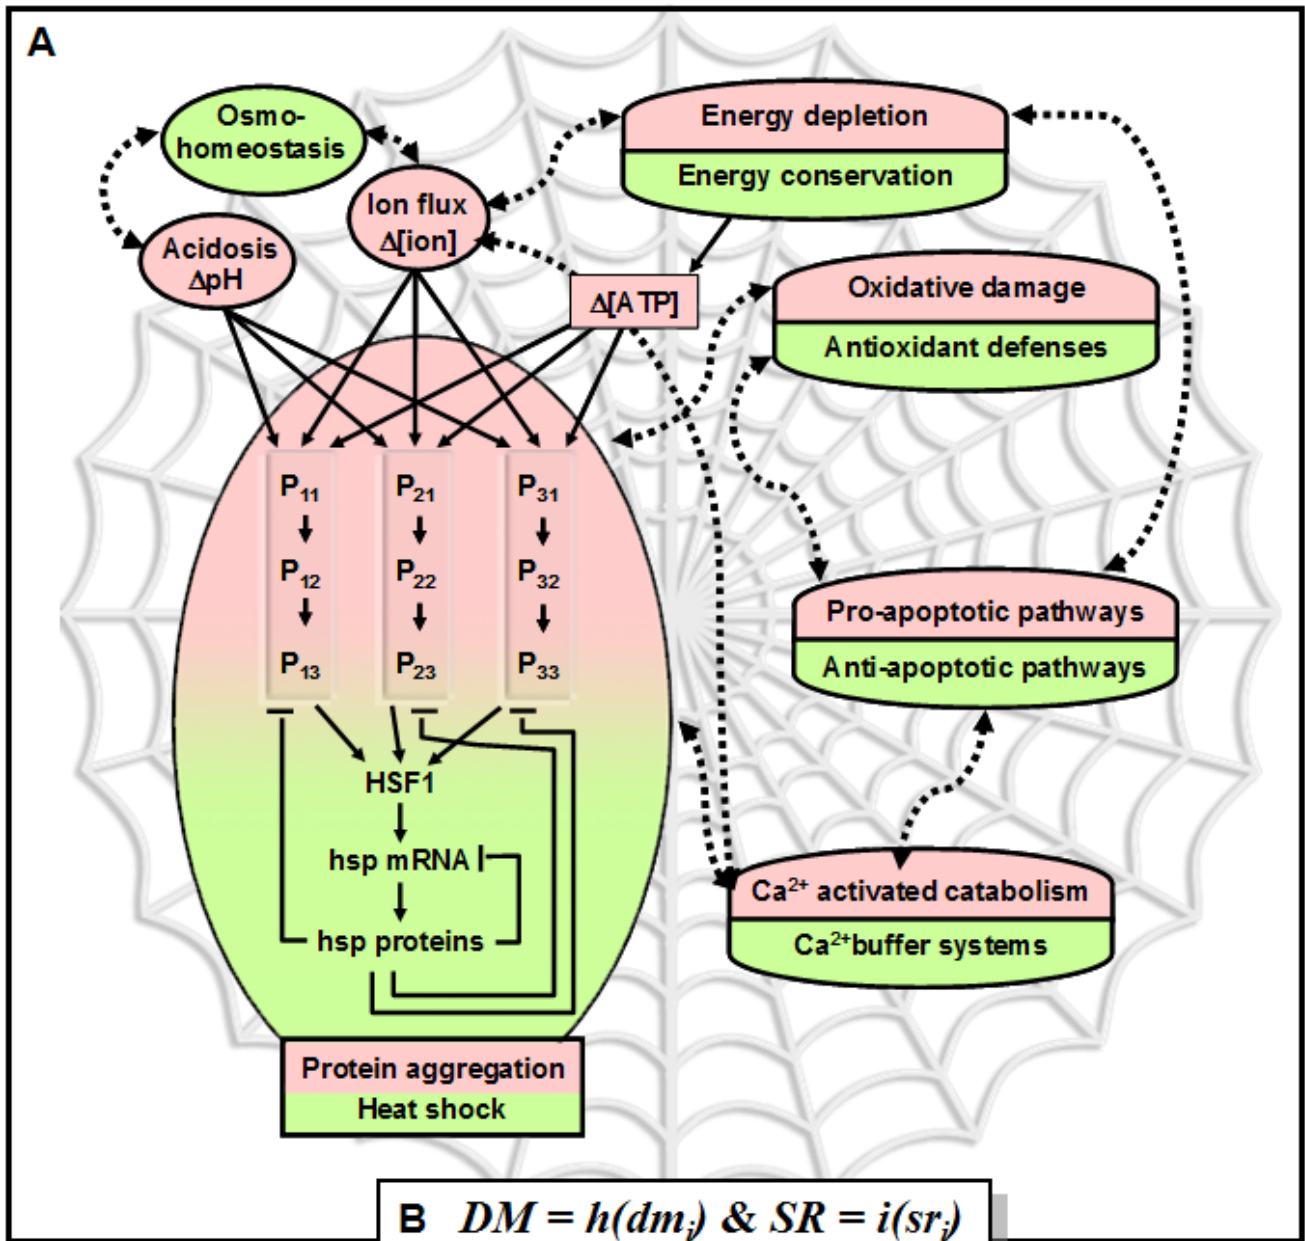 A
Osmo-
homeostasis
Energy depletion
Energy conservation
Ion flux
Δ[ion]
Acidosis
ΔpH
Δ[ATP]
Oxidative damage
Antioxidant defenses
P₁₁ P₂₁ P₃₁
P₁₂ P₂₂ P₃₂
P₁₃ P₂₃ P₃₃
Pro-apoptotic pathways
Anti-apoptotic pathways
HSF1
hsp mRNA
hsp proteins
Ca²⁺ activated catabolism
Ca²⁺buffer systems
Protein aggregation
Heat shock
B DM = h(dmᵢ) & SR = i(srᵢ)